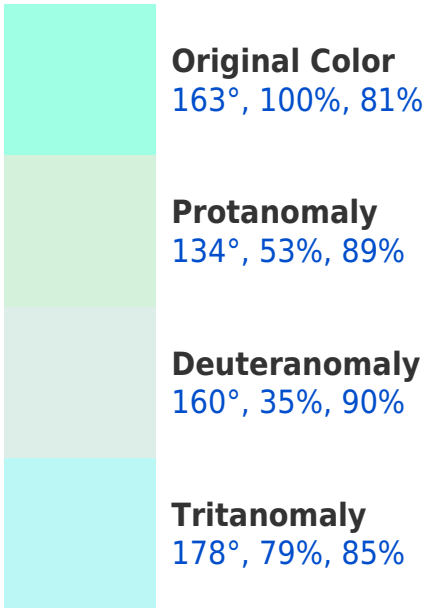 Original Color
163°, 100%, 81%
Protanomaly
134°, 53%, 89%
Deuteranomaly
160°, 35%, 90%
Tritanomaly
178°, 79%, 85%